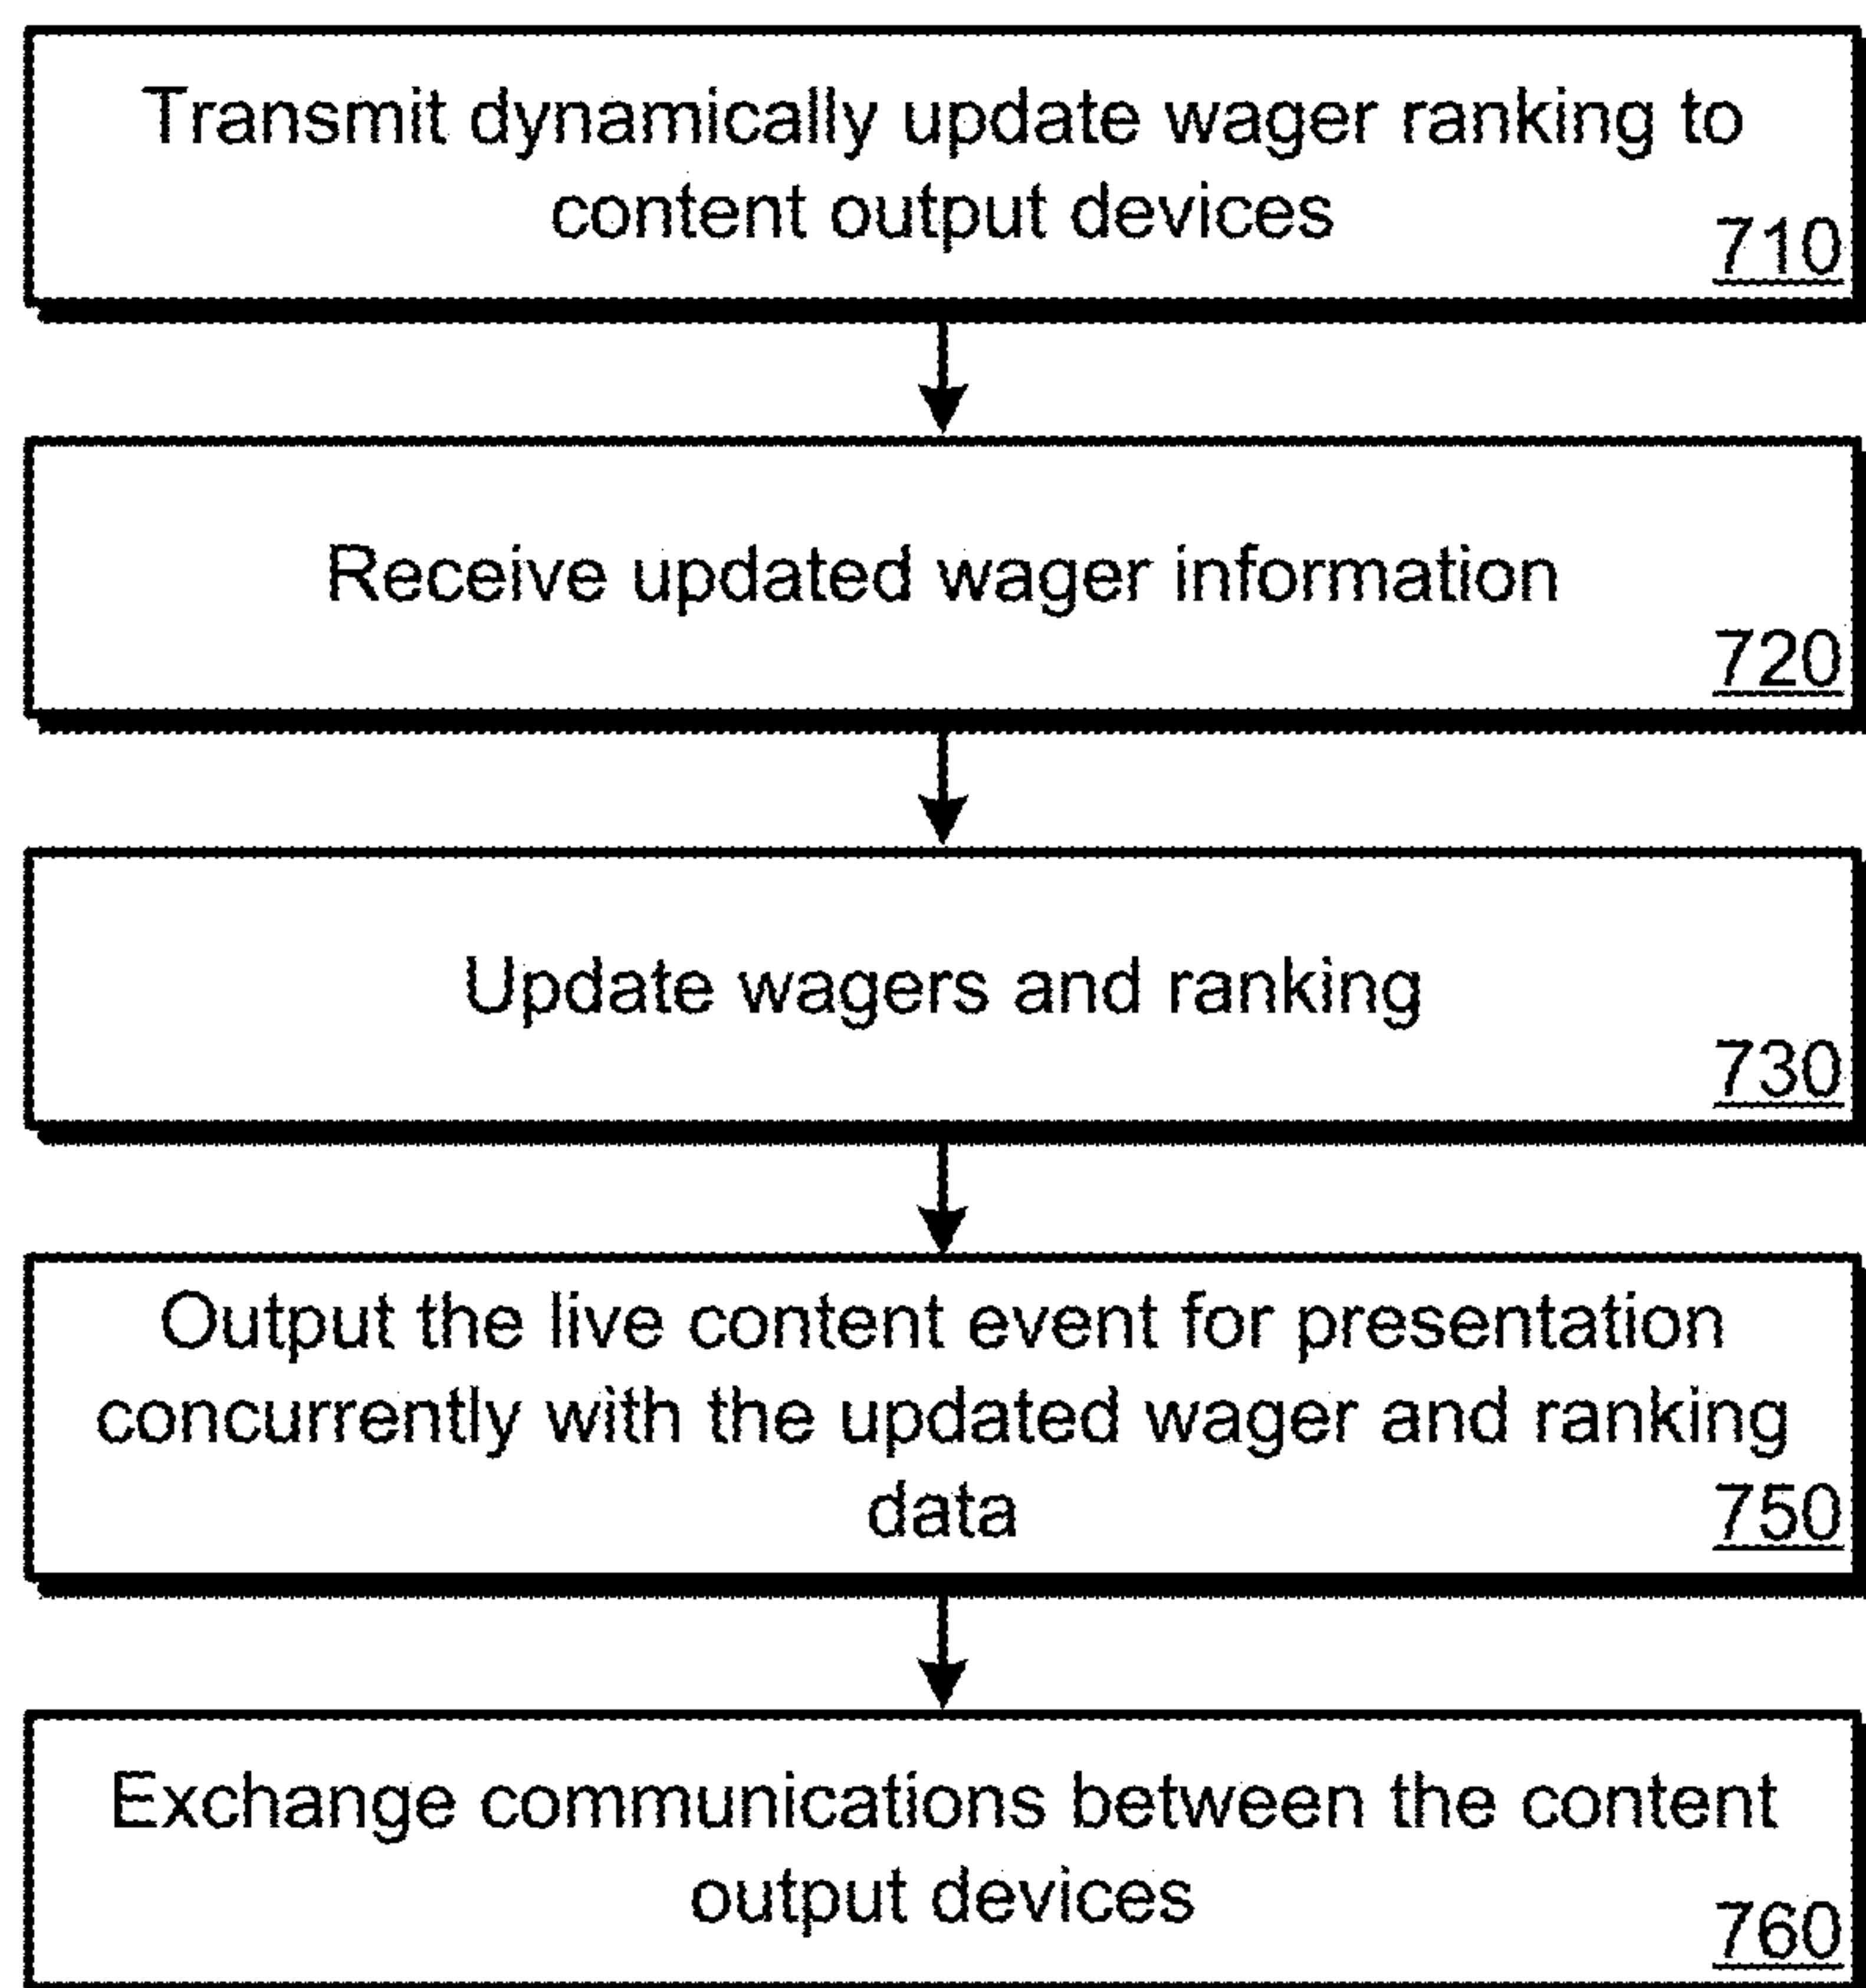 Transmit dynamically update wager ranking to
content output devices
710
Receive updated wager information
720
Update wagers and ranking
730
Output the live content event for presentation
concurrently with the updated wager and ranking
data
750
Exchange communications between the content
output devices
760